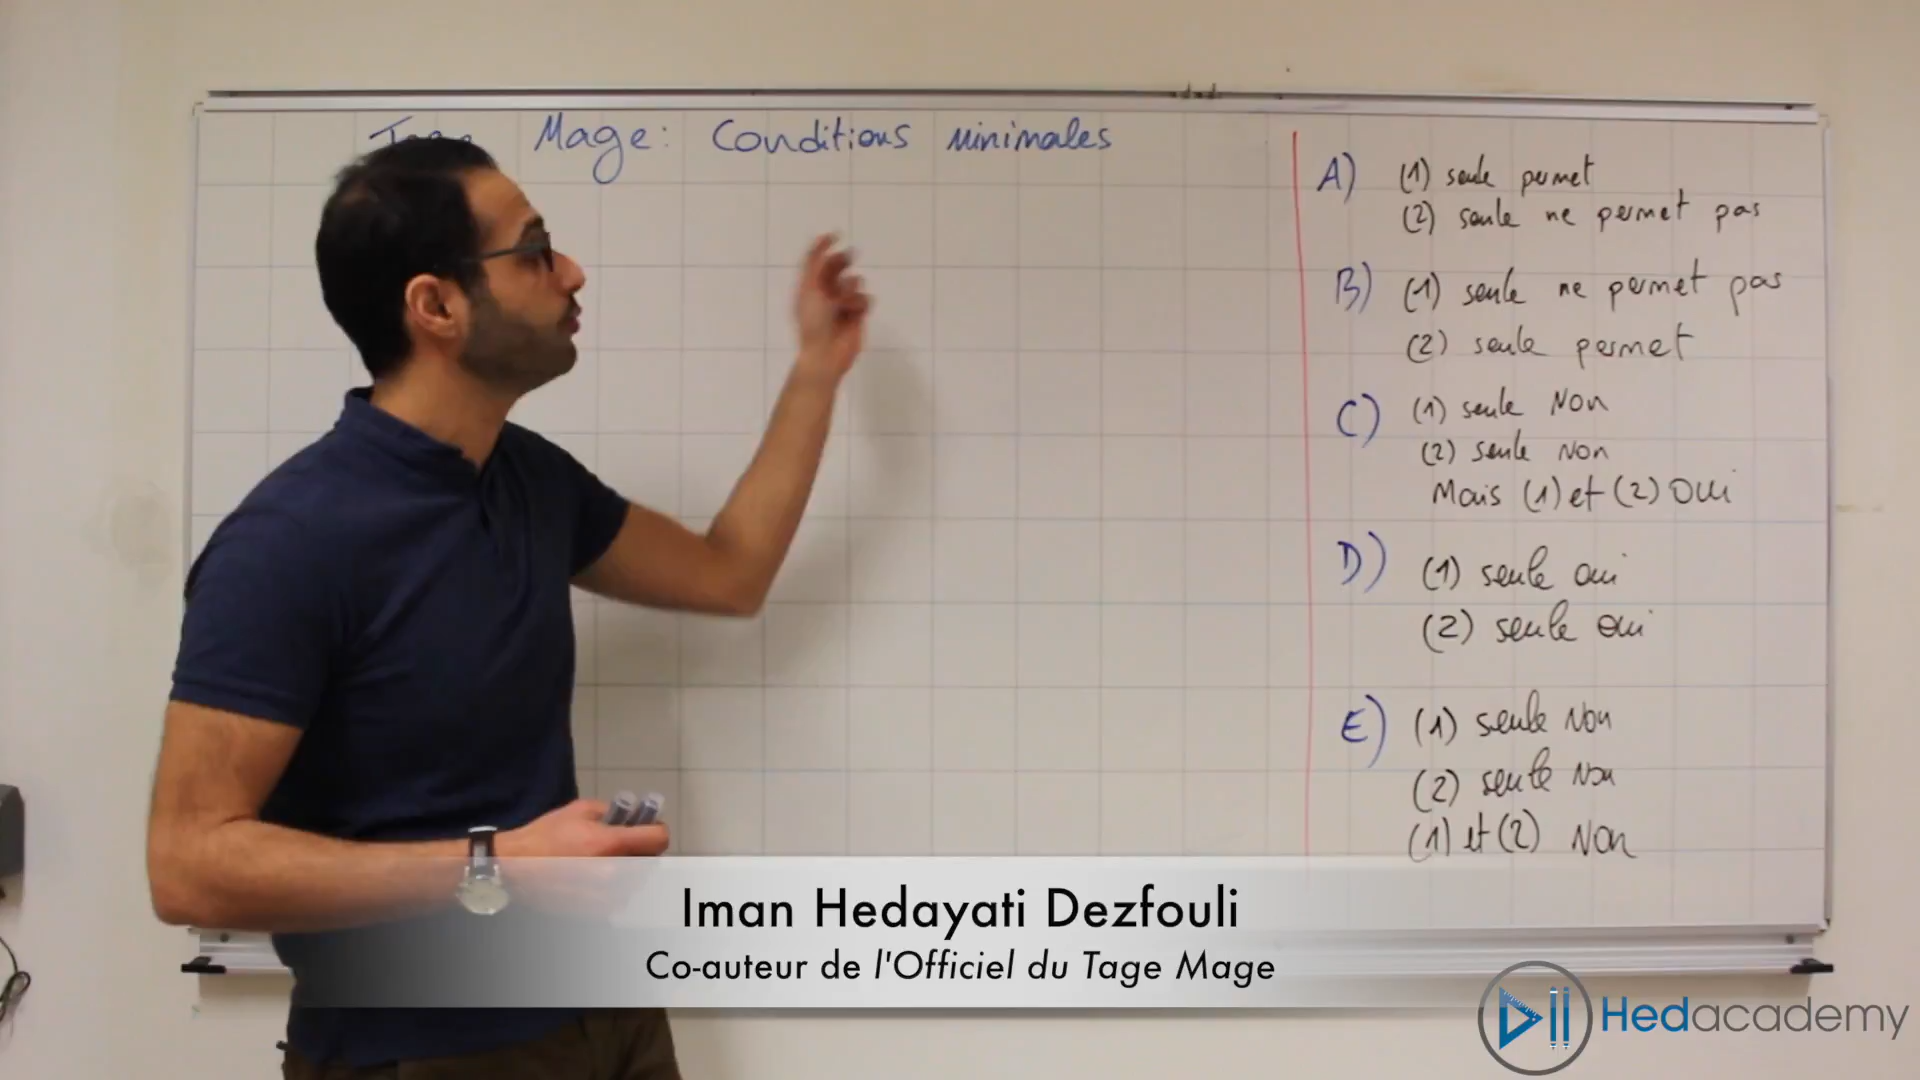 Tage Mage: Conditions minimales
A) (1) seule permet
(2) seule ne permet pas
B) (1) seule ne permet pas
(2) seule permet
C) (1) seule Non
(2) seule Non
Mais (1) et (2) OUi
D) (1) seule oui
(2) seule oui
E) (1) seule Non
(2) seule Non
(1) et (2) Non
Iman Hedayati Dezfouli
Co-auteur de l'Officiel du Tage Mage
Hedacademy